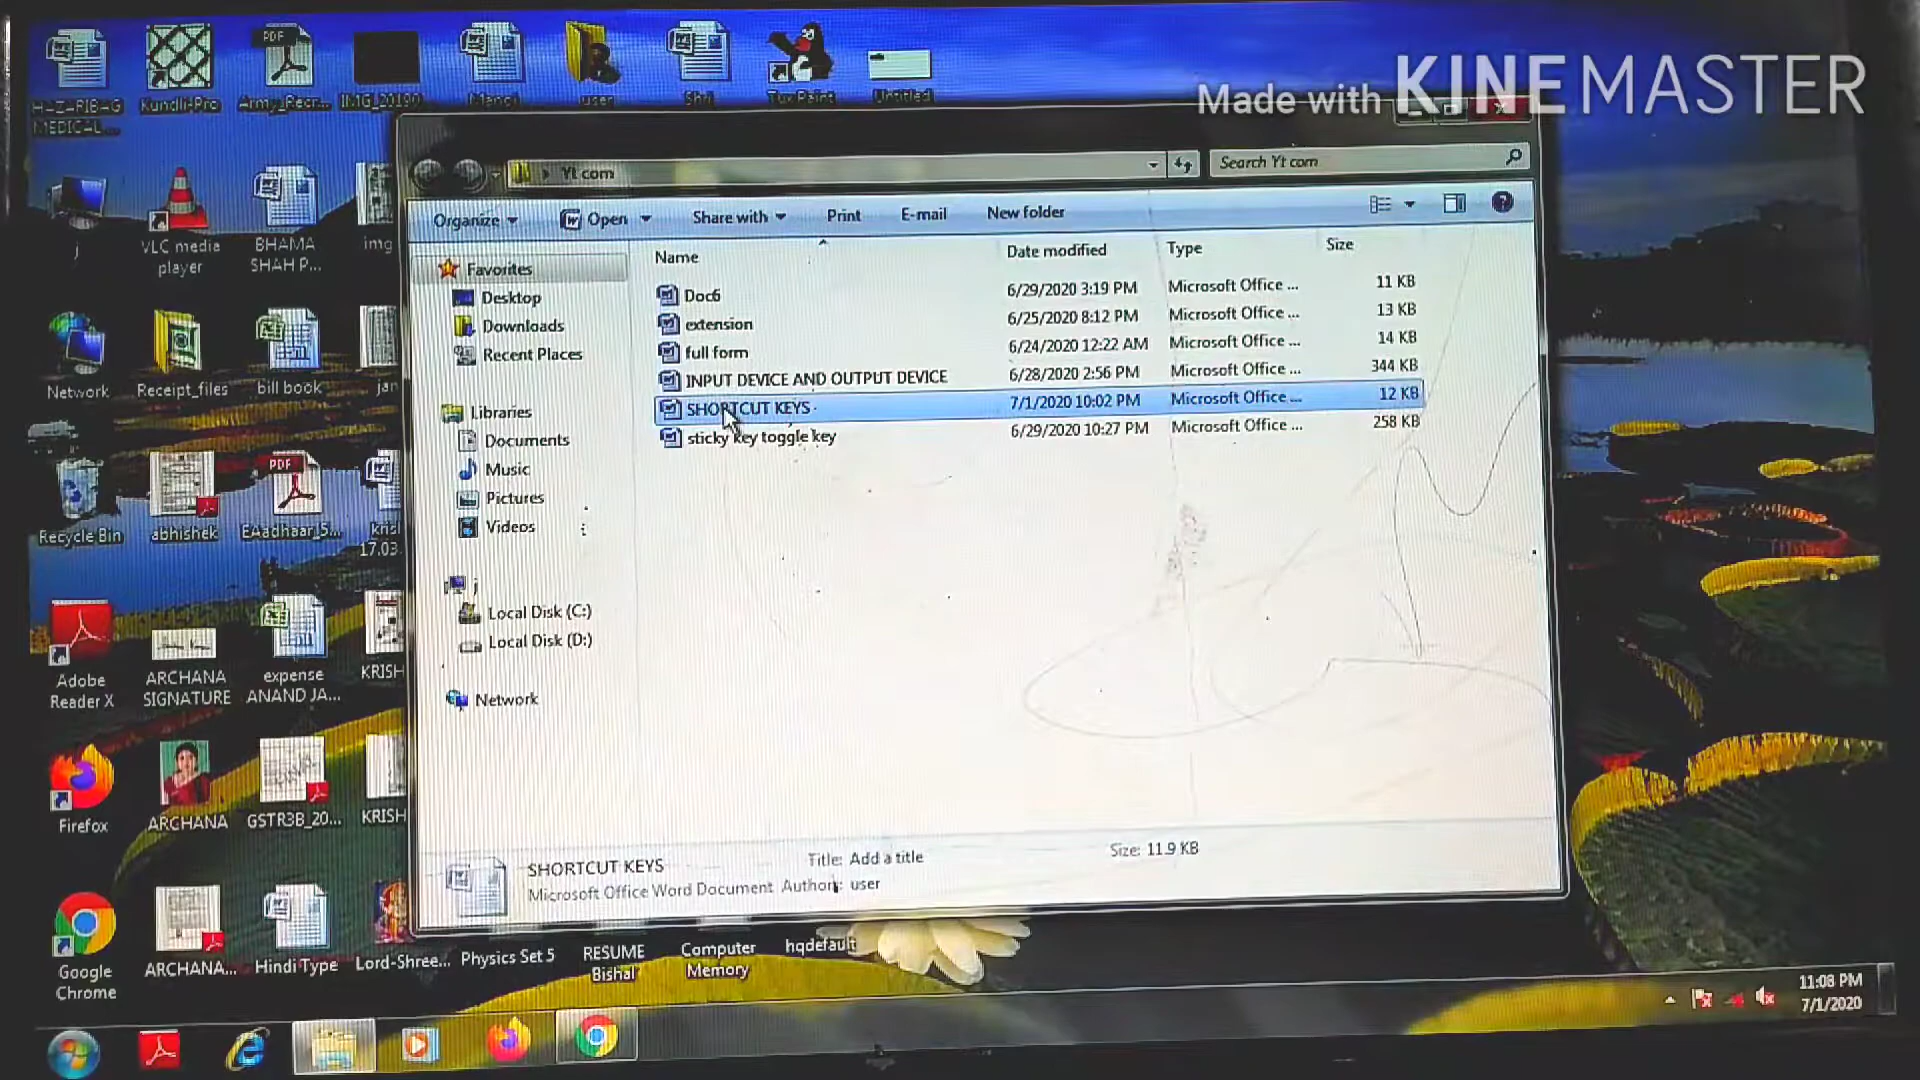 Made with KINEMASTER
H-Z-A-RIBAG
MEDICAL...
Kundli-Pro
Army_Recr...
IMG_20190
user
Shri
Tux Paint
Untitled
Yt com
Search Yt com
Organize
Open
Share with
Print
E-mail
New folder
Name
Date modified
Type
Size
Doc6
6/29/2020 3:19 PM
Microsoft Office ...
11 KB
extension
6/25/2020 8:12 PM
Microsoft Office ...
13 KB
full form
6/24/2020 12:22 AM
Microsoft Office ...
14 KB
INPUT DEVICE AND OUTPUT DEVICE
6/28/2020 2:56 PM
Microsoft Office ...
344 KB
SHORTCUT KEYS
7/1/2020 10:02 PM
Microsoft Office ...
12 KB
sticky key toggle key
6/29/2020 10:27 PM
Microsoft Office ...
258 KB
Favorites
Desktop
Downloads
Recent Places
Libraries
Documents
Music
Pictures
Videos
j
Local Disk (C:)
Local Disk (D:)
Network
SHORTCUT KEYS
Title: Add a title
Size: 11.9 KB
Microsoft Office Word Document
Author: user
j
VLC media
player
BHAMA
SHAH P...
img
Network
Receipt_files
bill book
jan
Recycle Bin
abhishek
EAadhaar_S...
kris
17.03
Adobe
Reader X
ARCHANA
SIGNATURE
expense
ANAND JA...
KRISH
Firefox
ARCHANA
GSTR3B_20...
KRISH
Google
Chrome
ARCHANA...
Hindi Type
Lord-Shree...
Physics Set 5
RESUME
Bishal
Computer
Memory
hqdefault
11:08 PM
7/1/2020